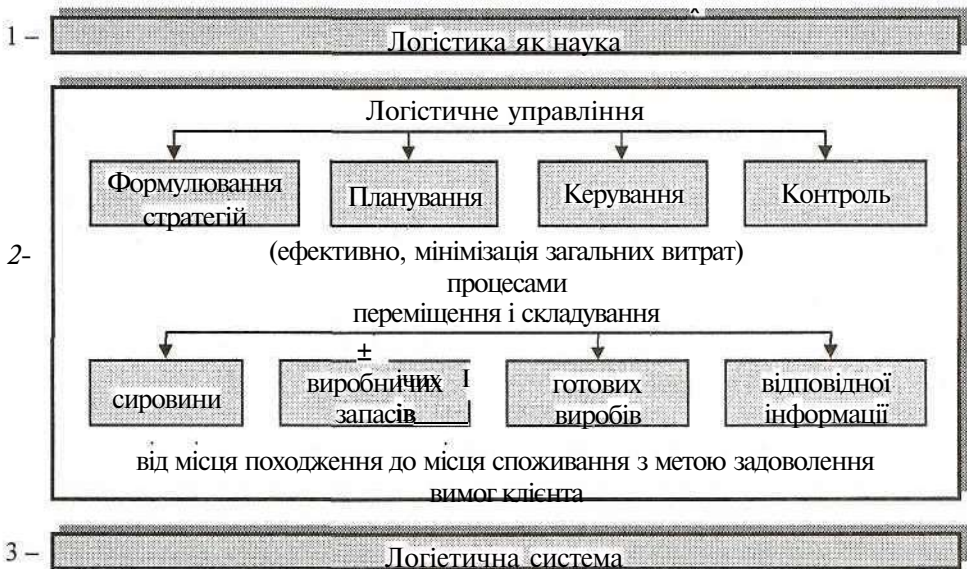 1 – Логістика як наука
Логістичне управління
Формулювання стратегій
Планування
Керування
Контроль
2-
(ефективно, мінімізація загальних витрат)
процесами
переміщення і складування
сировини
виробничих запасів
готових виробів
відповідної інформації
від місця походження до місця споживання з метою задоволення
вимог клієнта
3 – Логіетична система